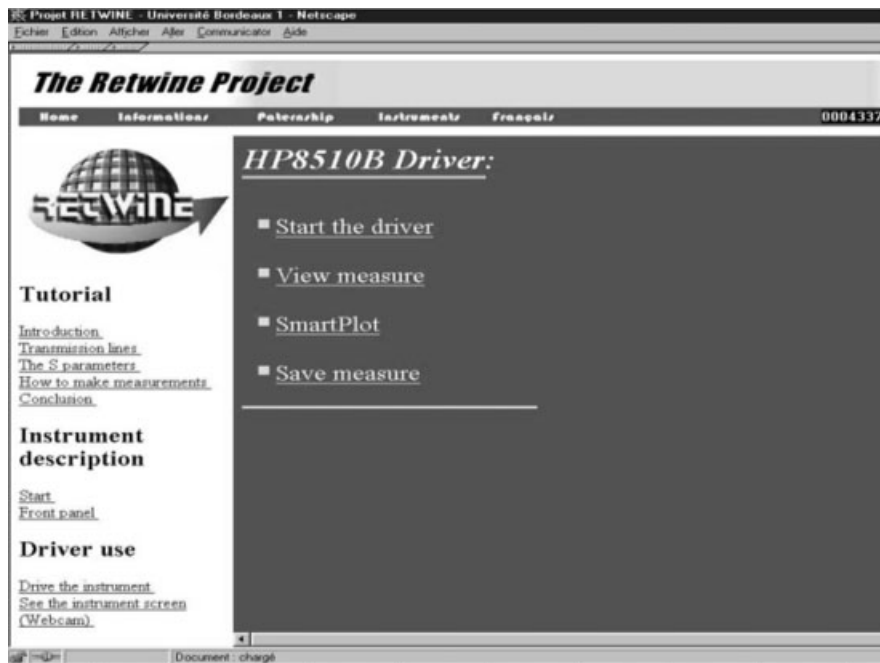 Projet RETWINE - Université Bordeaux 1 - Netscape
Fichier Edition Afficher Aller Communicator Aide
The Retwine Project
Home Informations Paternship Instruments Français 0004337
RETWINE
HP8510B Driver:
Start the driver
View measure
SmartPlot
Save measure
Tutorial
Introduction
Transmission lines
The S parameters
How to make measurements
Conclusion
Instrument
description
Start
Front panel
Driver use
Drive the instrument
See the instrument screen
(Webcam)
Document : chargé